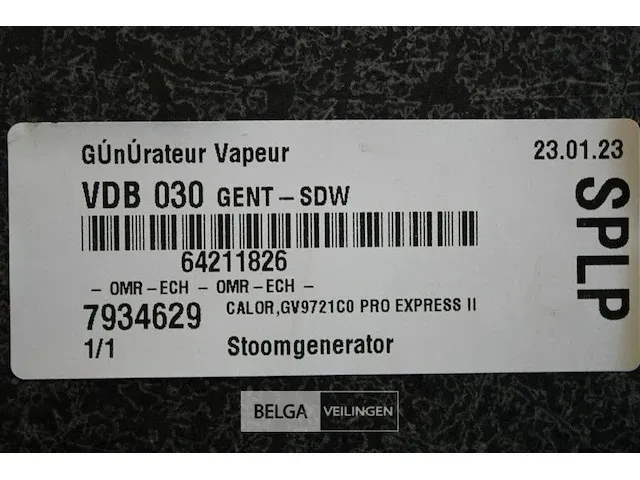 GÚnÚrateur Vapeur
23.01.23
VDB 030 GENT – SDW
64211826
– OMR – ECH – OMR – ECH –
7934629 CALOR,GV9721C0 PRO EXPRESS II
1/1 Stoomgenerator
SPLP
BELGA VEILINGEN